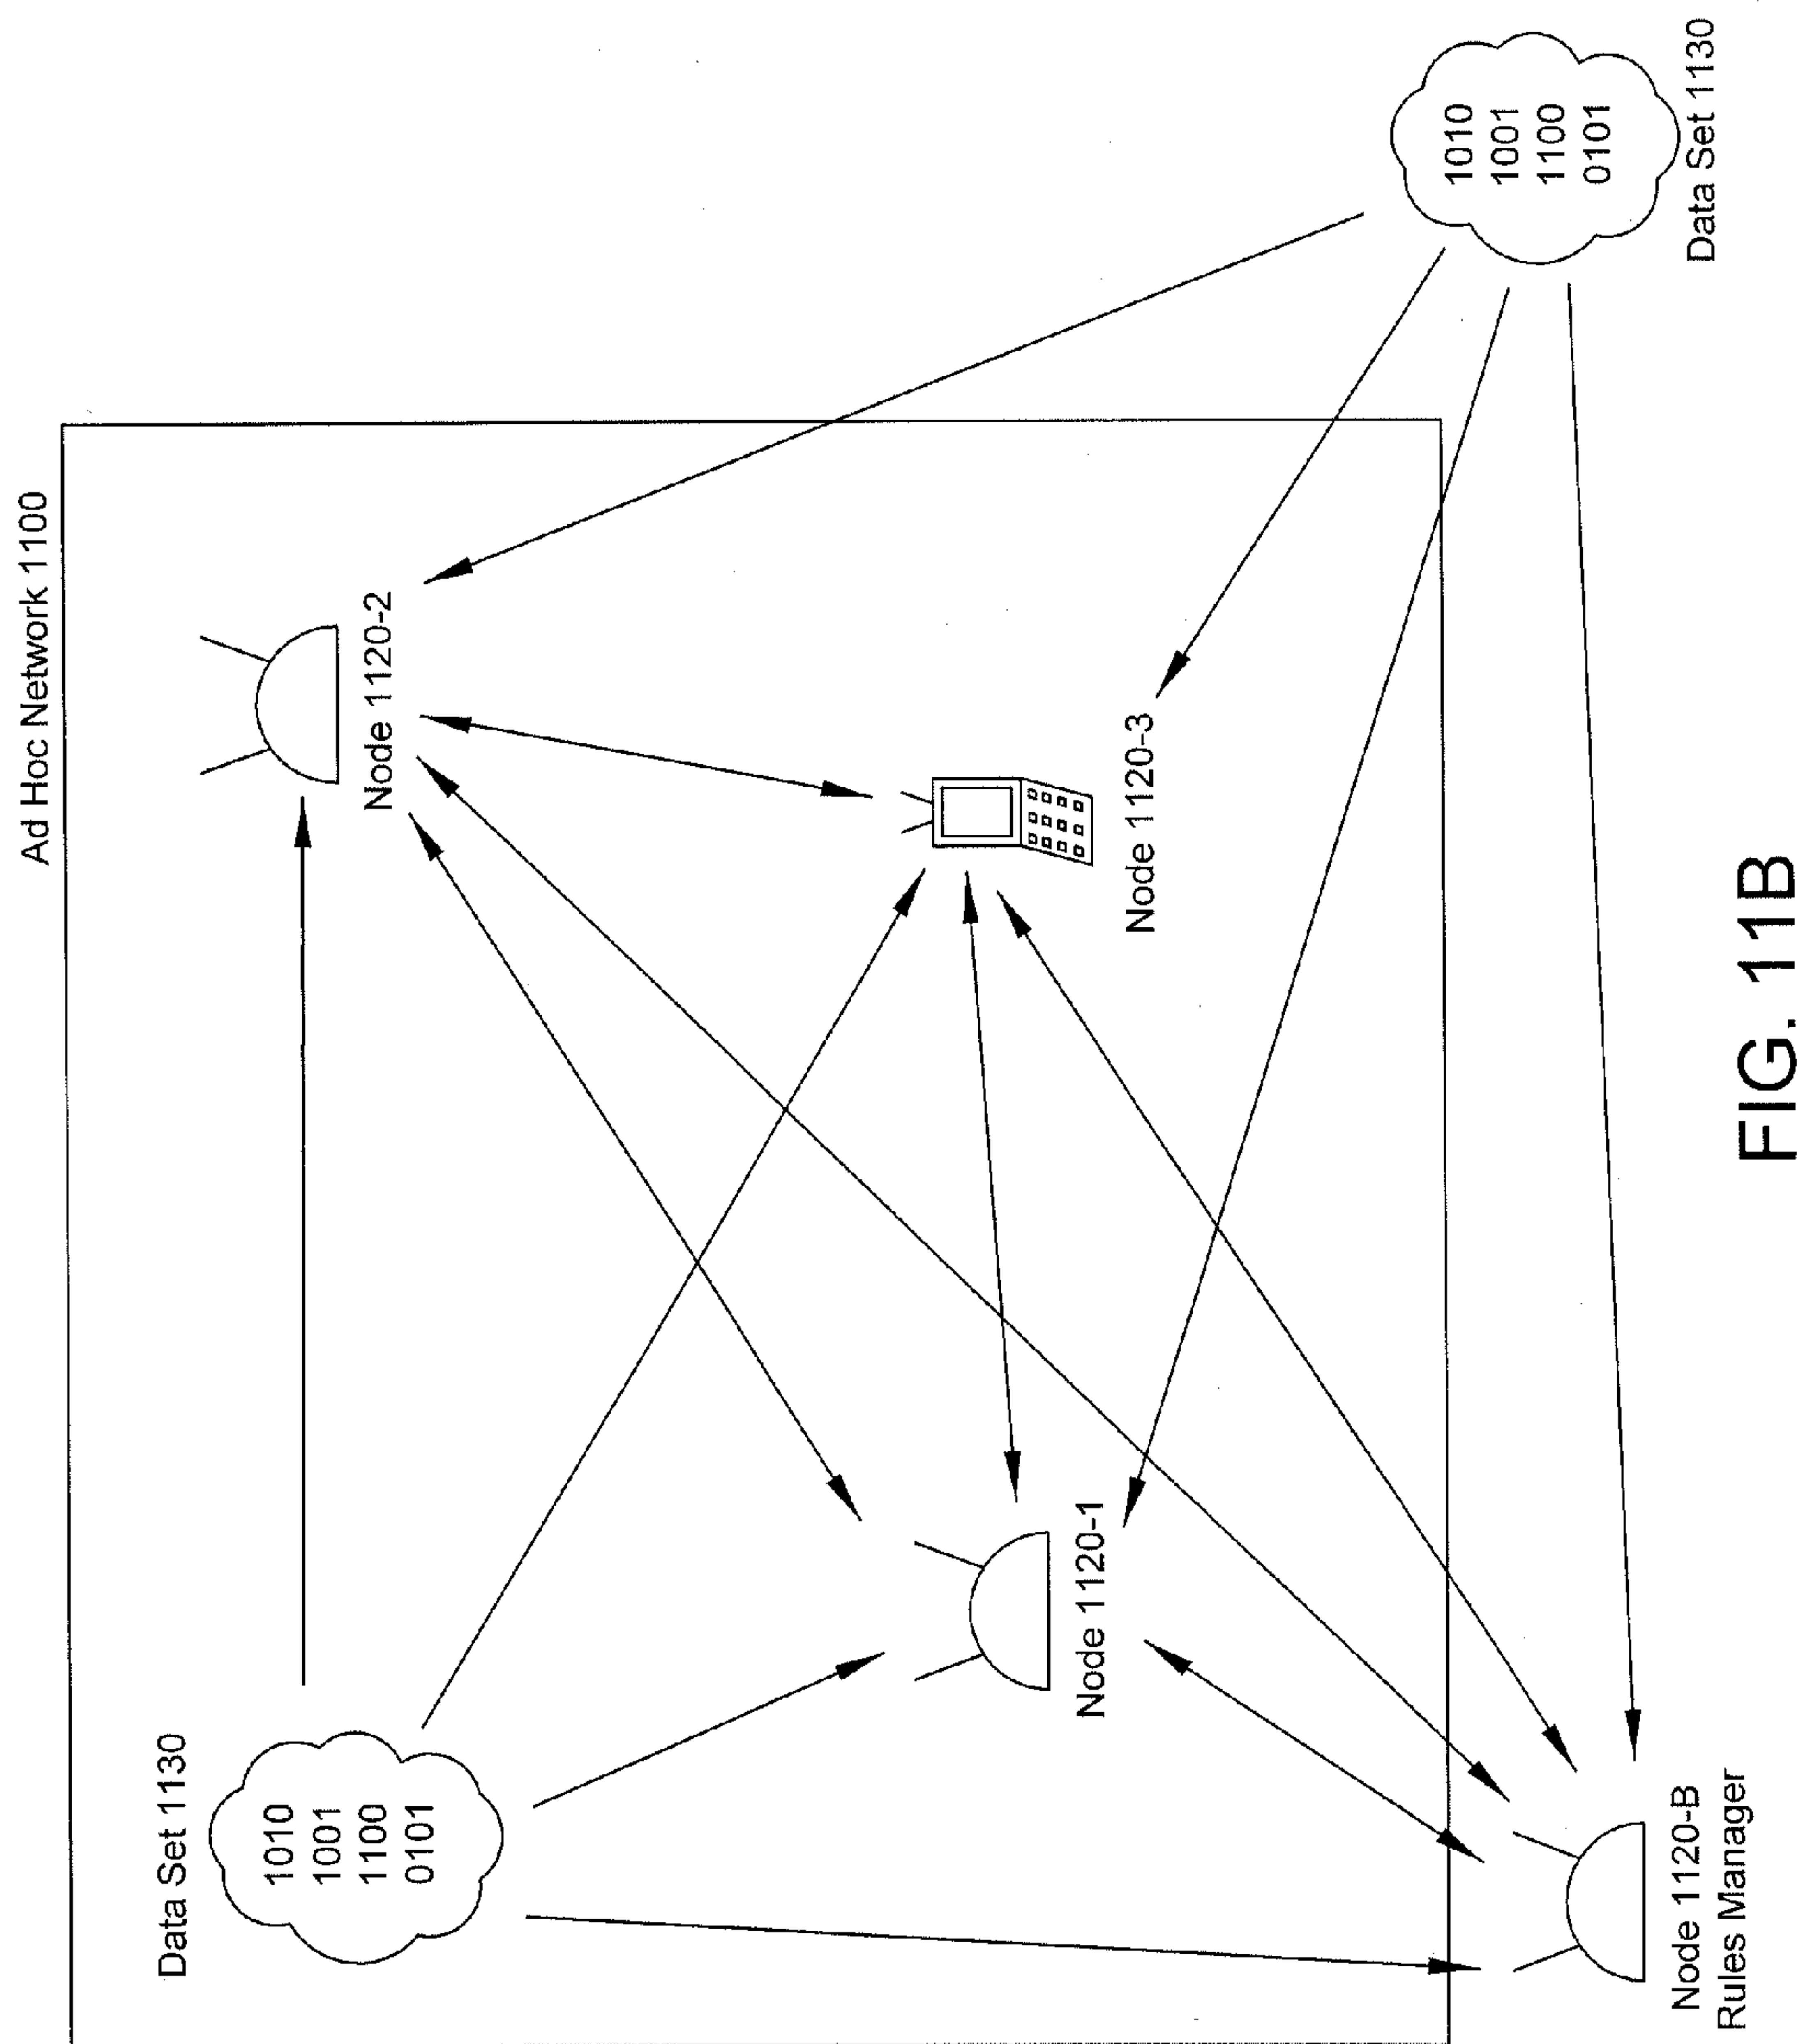 Ad Hoc Network 1100
Data Set 1130
1010
1001
1100
0101
Node 1120-2
Node 1120-1
Node 1120-3
Node 1120-B
Rules Manager
1010
1001
1100
0101
Data Set 1130
FIG. 11B